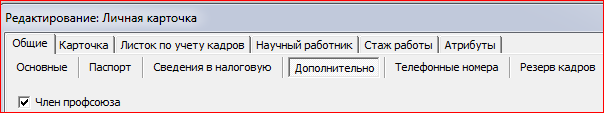 Редактирование: Личная карточка
Общие Карточка Листок по учету кадров Научный работник Стаж работы Атрибуты
Основные Паспорт Сведения в налоговую Дополнительно Телефонные номера Резерв кадров
Член профсоюза